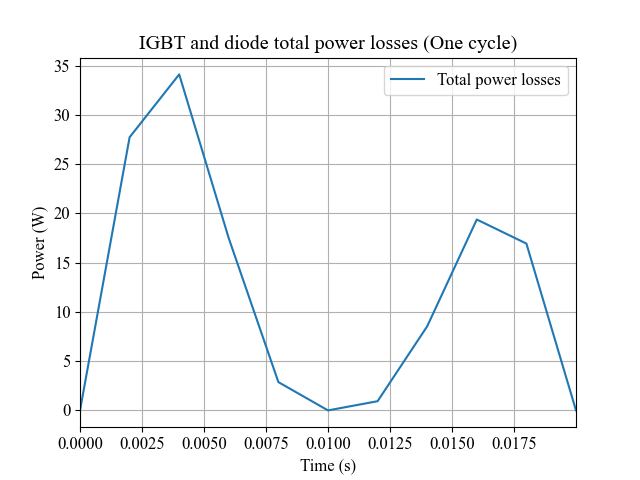 IGBT and diode total power losses (One cycle)
Total power losses
Power (W)
35
30
25
20
15
10
5
0
0.0000 0.0025 0.0050 0.0075 0.0100 0.0125 0.0150 0.0175
Time (s)